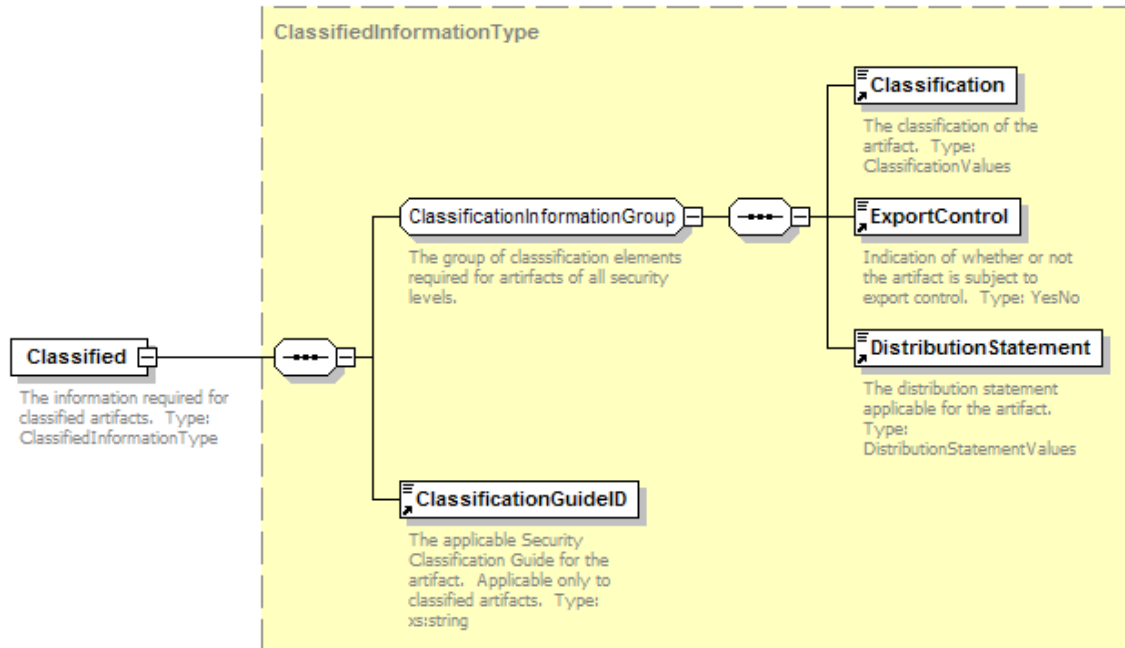 ClassifiedInformationType
Classification
The classification of the
artifact.  Type:
ClassificationValues
ClassificationInformationGroup
The group of classsification elements
required for artirfacts of all security
levels.
ExportControl
Indication of whether or not
the artifact is subject to
export control.  Type: YesNo
Classified
The information required for
classified artifacts.  Type:
ClassifiedInformationType
DistributionStatement
The distribution statement
applicable for the artifact.
Type:
DistributionStatementValues
ClassificationGuideID
The applicable Security
Classification Guide for the
artifact.  Applicable only to
classified artifacts.  Type:
xs:string